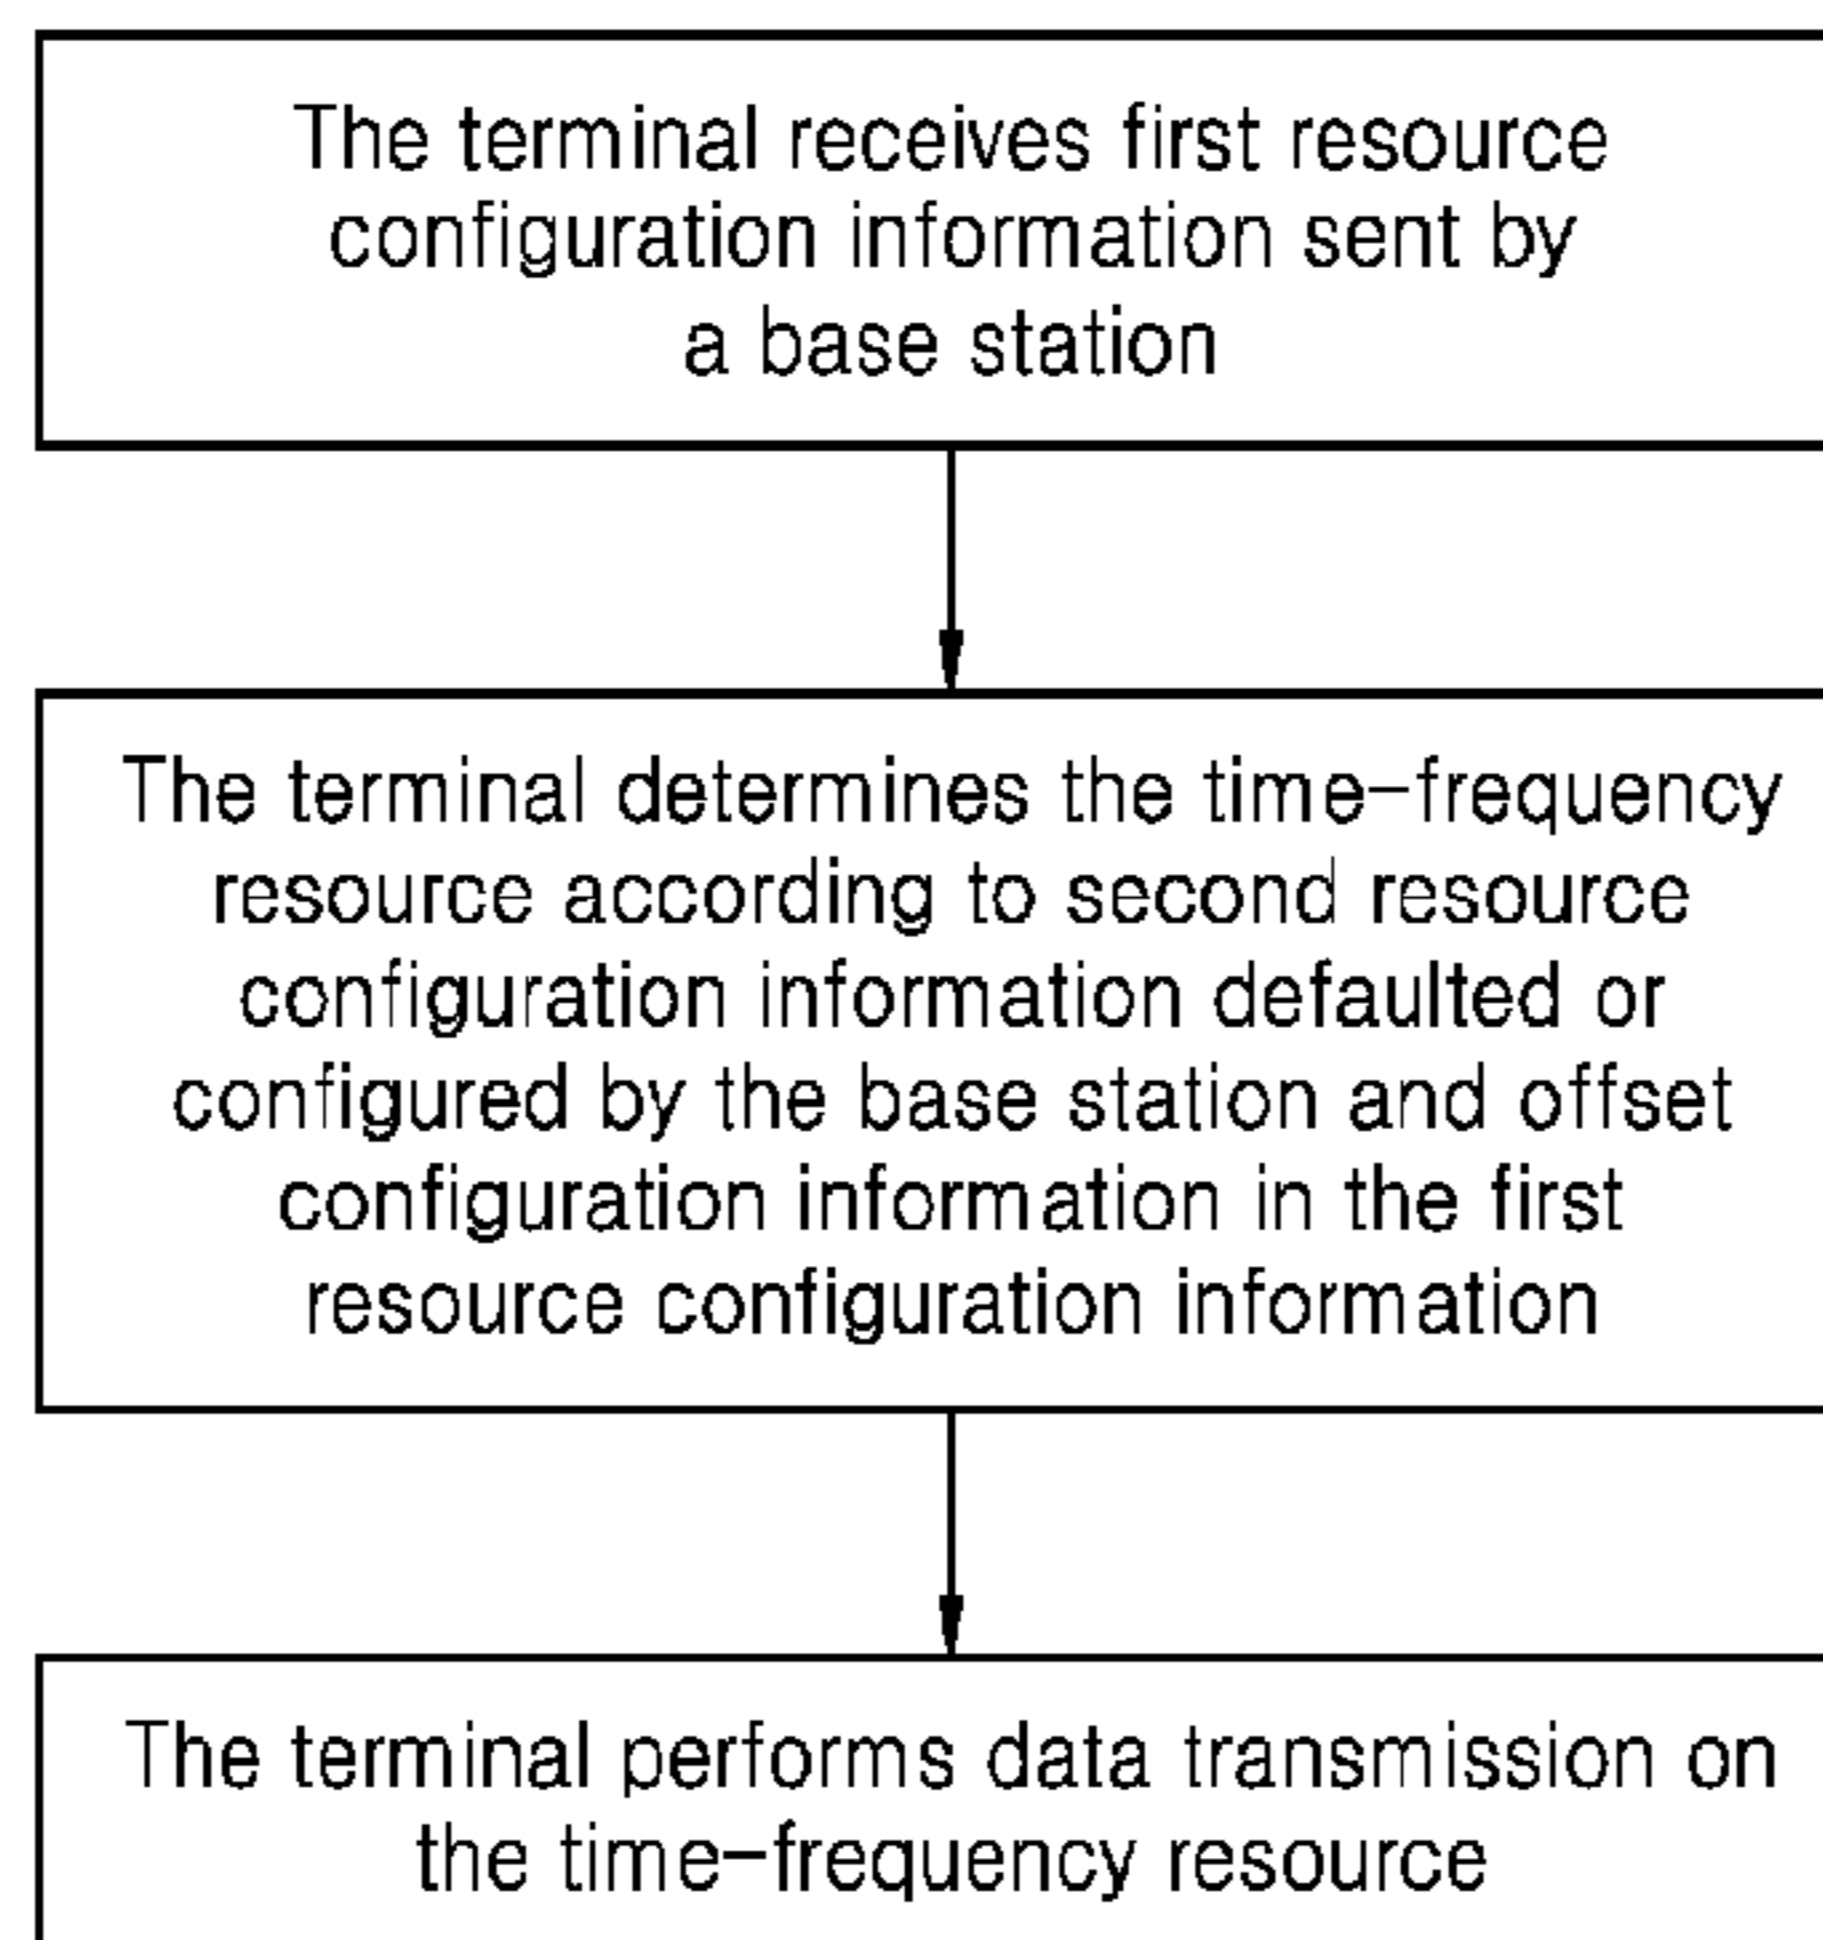 The terminal receives first resource
configuration information sent by
a base station
The terminal determines the time-frequency
resource according to second resource
configuration information defaulted or
configured by the base station and offset
configuration information in the first
resource configuration information
The terminal performs data transmission on
the time-frequency resource